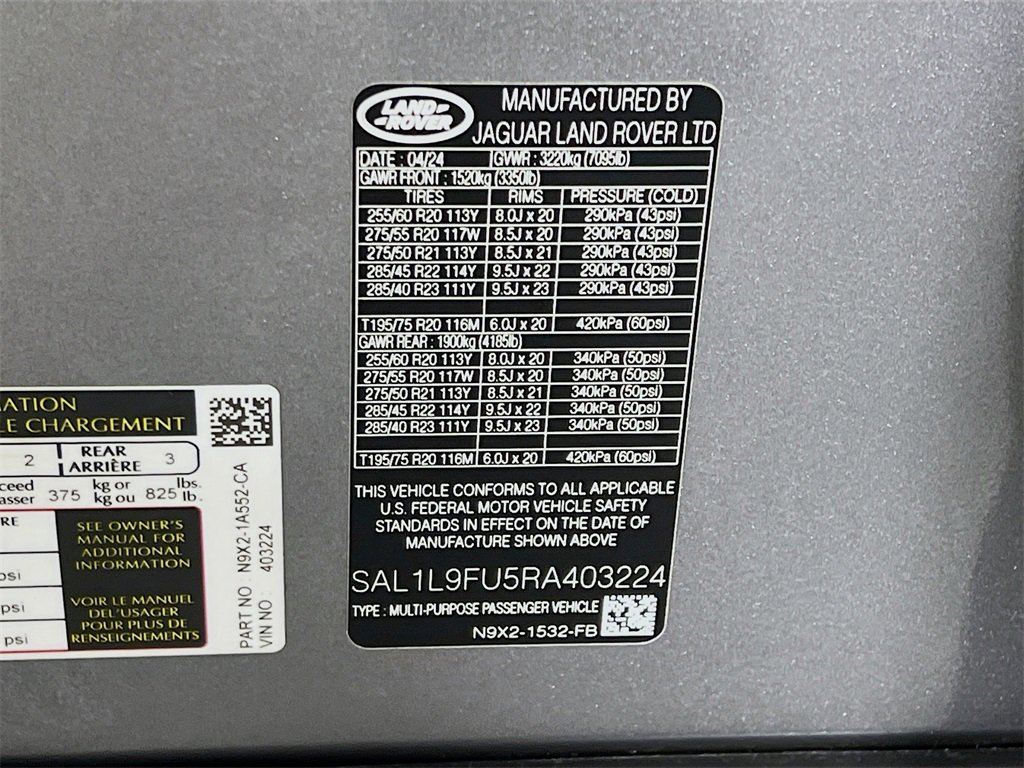 LAND-
-ROVER
MANUFACTURED BY
JAGUAR LAND ROVER LTD
DATE : 04/24 GVWR : 3220kg (7095lb)
GAWR FRONT : 1520kg (3350lb)
TIRES RIMS PRESSURE (COLD)
255/60 R20 113Y 8.0J x 20 290kPa (43psi)
275/55 R20 117W 8.5J x 20 290kPa (43psi)
275/50 R21 113Y 8.5J x 21 290kPa (43psi)
285/45 R22 114Y 9.5J x 22 290kPa (43psi)
285/40 R23 111Y 9.5J x 23 290kPa (43psi)
T195/75 R20 116M 6.0J x 20 420kPa (60psi)
GAWR REAR : 1900kg (4185lb)
255/60 R20 113Y 8.0J x 20 340kPa (50psi)
275/55 R20 117W 8.5J x 20 340kPa (50psi)
275/50 R21 113Y 8.5J x 21 340kPa (50psi)
285/45 R22 114Y 9.5J x 22 340kPa (50psi)
285/40 R23 111Y 9.5J x 23 340kPa (50psi)
T195/75 R20 116M 6.0J x 20 420kPa (60psi)
THIS VEHICLE CONFORMS TO ALL APPLICABLE
U.S. FEDERAL MOTOR VEHICLE SAFETY
STANDARDS IN EFFECT ON THE DATE OF
MANUFACTURE SHOWN ABOVE
SAL1L9FU5RA403224
TYPE : MULTI-PURPOSE PASSENGER VEHICLE
N9X2-1532-FB
MATION
LE CHARGEMENT
2 REAR 3
ARRIÈRE
ceed 375 kg or 825 lbs.
asser kg ou lb.
RE
SEE OWNER'S
MANUAL FOR
ADDITIONAL
INFORMATION
psi
psi
psi
VOIR LE MANUEL
DE L'USAGER
POUR PLUS DE
RENSEIGNEMENTS
PART NO : N9X2-1A552-CA
VIN NO : 403224